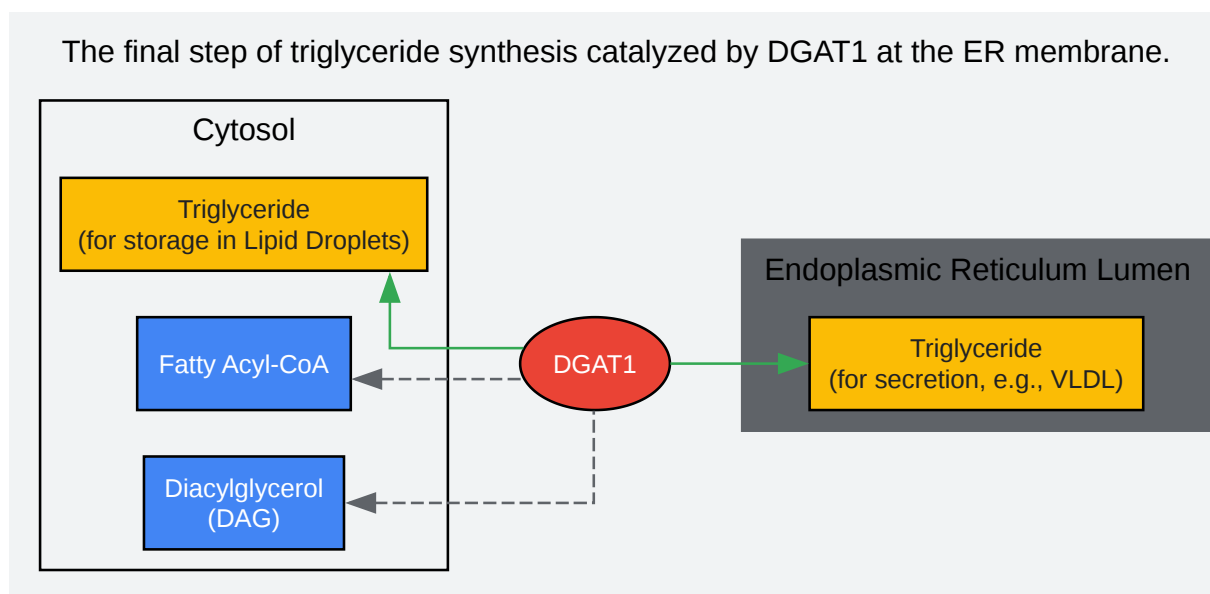 The final step of triglyceride synthesis catalyzed by DGAT1 at the ER membrane.
Cytosol
Triglyceride
(for storage in Lipid Droplets)
Endoplasmic Reticulum Lumen
Fatty Acyl-CoA
DGAT1
Triglyceride
(for secretion, e.g., VLDL)
Diacylglycerol
(DAG)